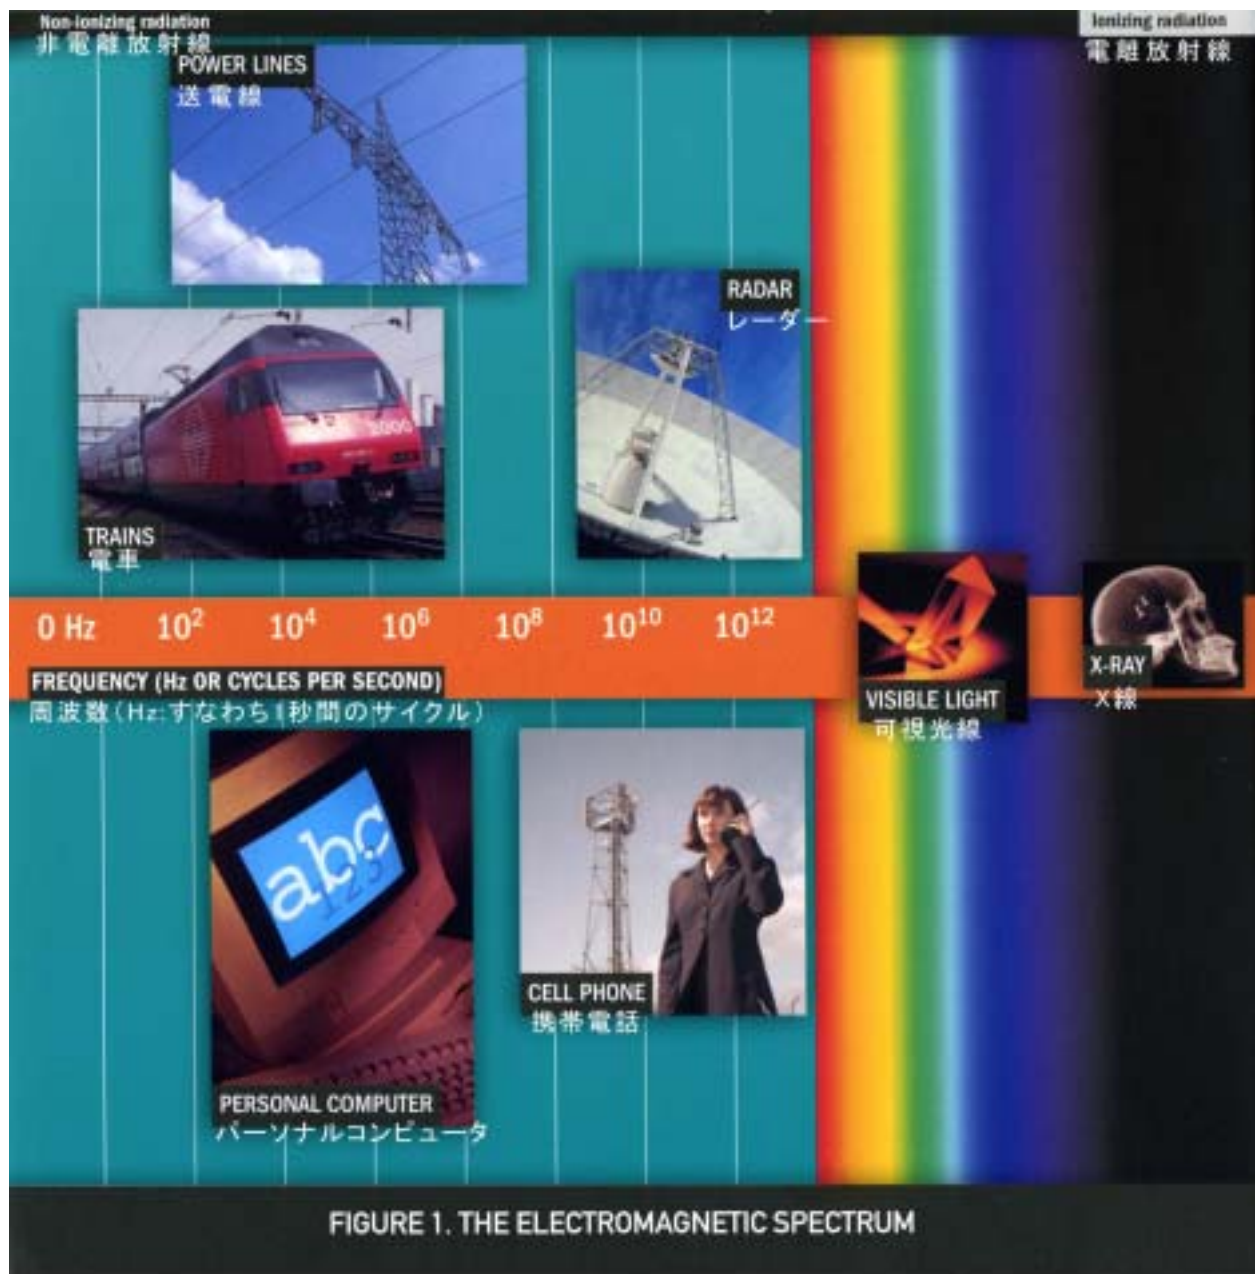 Non-ionizing radiation
非電離放射線
Ionizing radiation
電離放射線
POWER LINES
送電線
RADAR
レーダー
2000
TRAINS
電車
0 Hz 10² 10⁴ 10⁶ 10⁸ 10¹⁰ 10¹²
FREQUENCY (Hz OR CYCLES PER SECOND)
周波数(Hz:すなわち1秒間のサイクル)
X-RAY
X線
VISIBLE LIGHT
可視光線
abc
123
CELL PHONE
携帯電話
PERSONAL COMPUTER
パーソナルコンピュータ
FIGURE 1. THE ELECTROMAGNETIC SPECTRUM